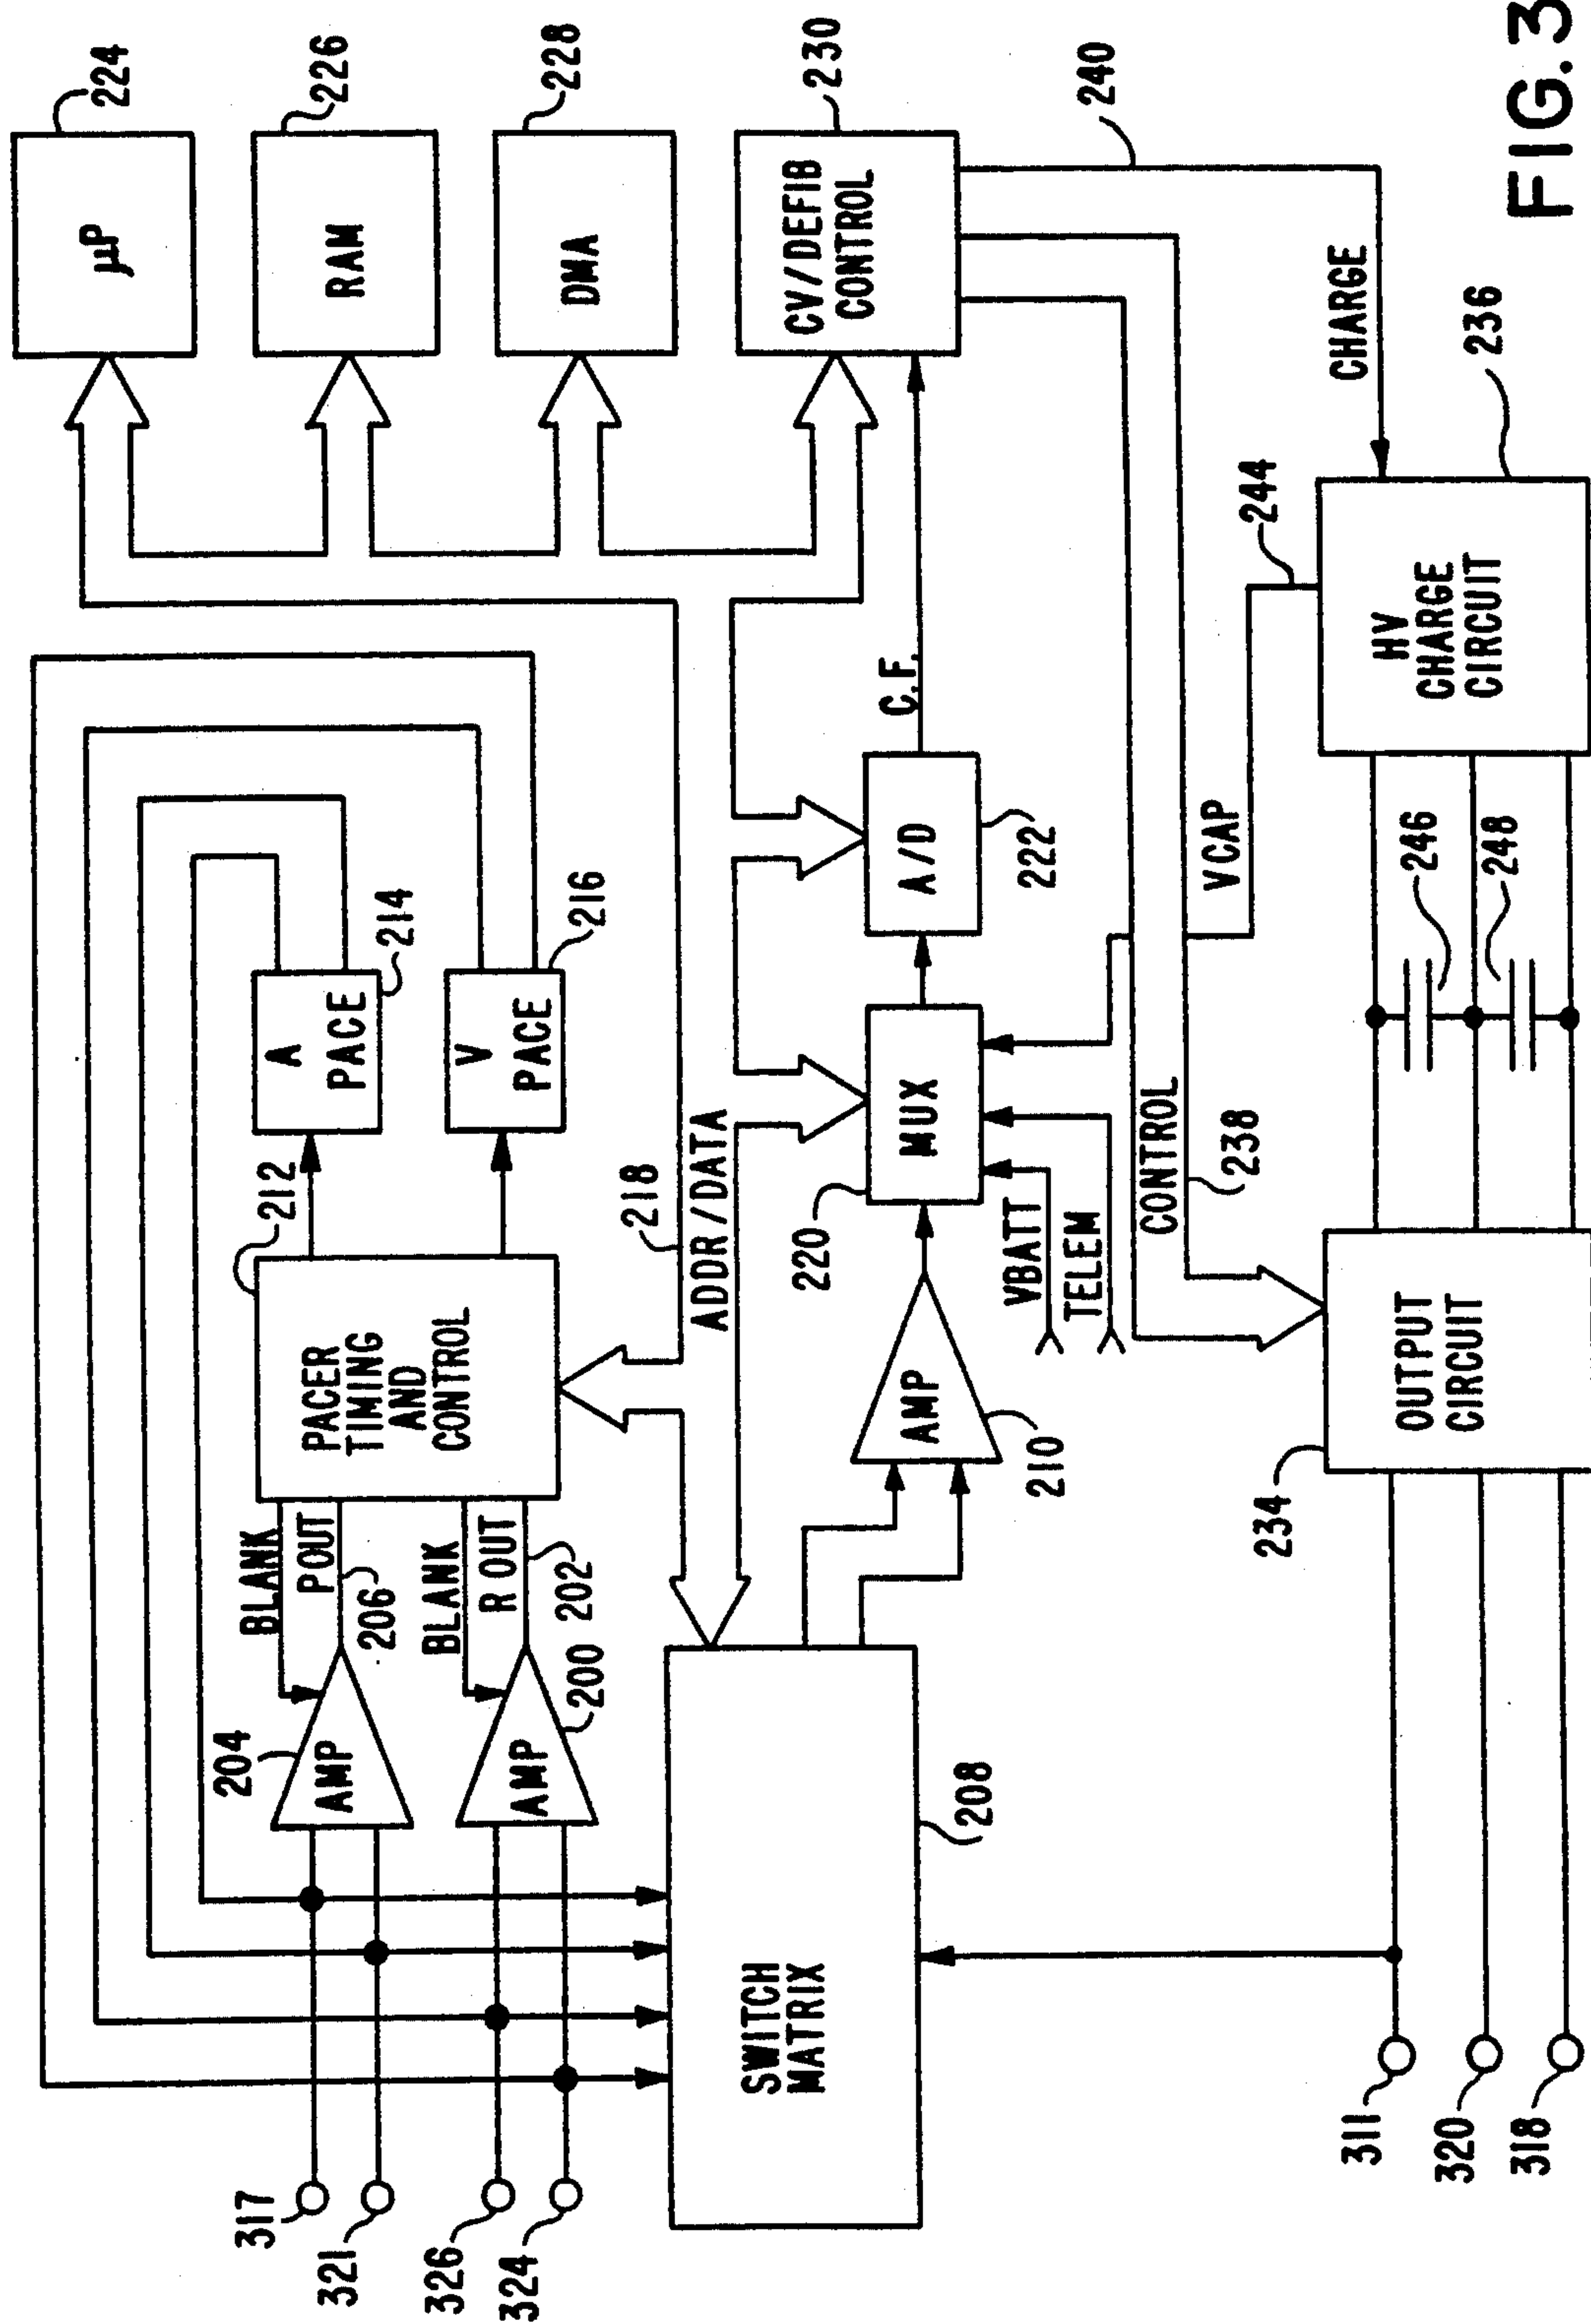 317
321
326
324
204
AMP
BLANK
POUT
206
AMP
200
BLANK
R OUT
202
PACER
TIMING
AND
CONTROL
212
A
PACE
214
V
PACE
216
218
ADDR/DATA
SWITCH
MATRIX
208
AMP
210
220
MUX
VBATT
TELEM
A/D
222
C.F.
µP
224
RAM
226
DMA
228
CV/DEFIB
CONTROL
230
240
CONTROL
238
VCAP
244
CHARGE
311
320
318
234
OUTPUT
CIRCUIT
246
248
HV
CHARGE
CIRCUIT
236
FIG. 3